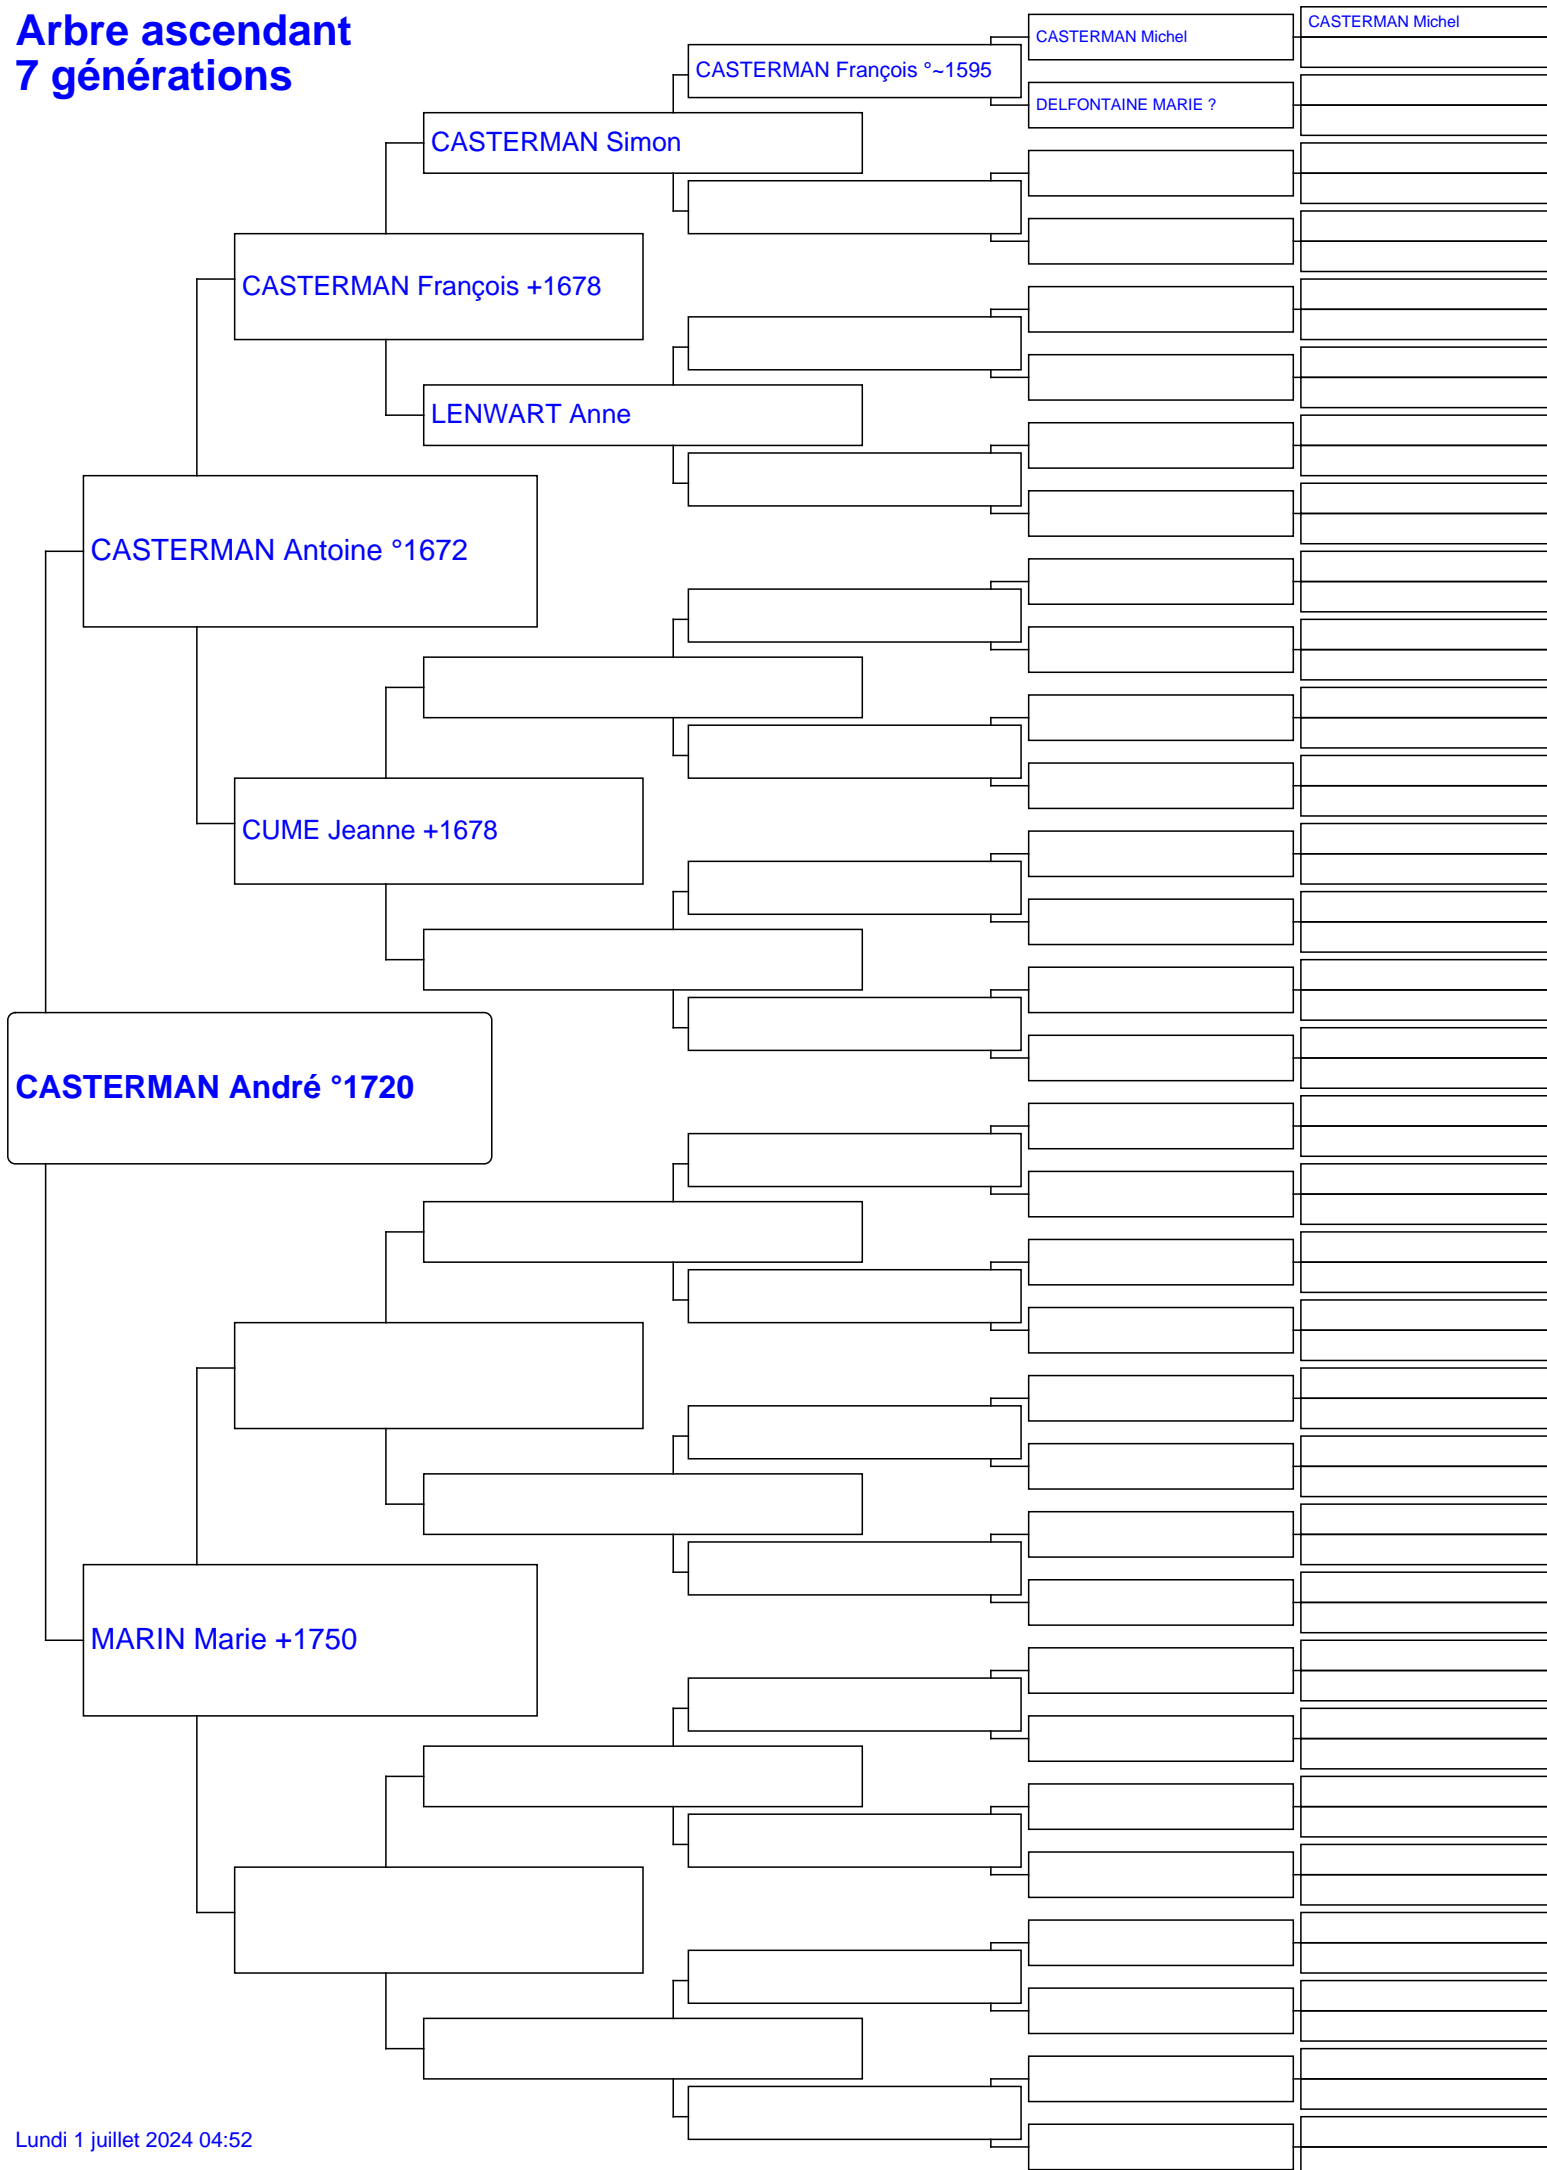 Arbre ascendant
7 générations
CASTERMAN Michel
CASTERMAN Michel
CASTERMAN François °~1595
DELFONTAINE MARIE ?
CASTERMAN Simon
CASTERMAN François +1678
LENWART Anne
CASTERMAN Antoine °1672
CUME Jeanne +1678
CASTERMAN André °1720
MARIN Marie +1750
Lundi 1 juillet 2024 04:52